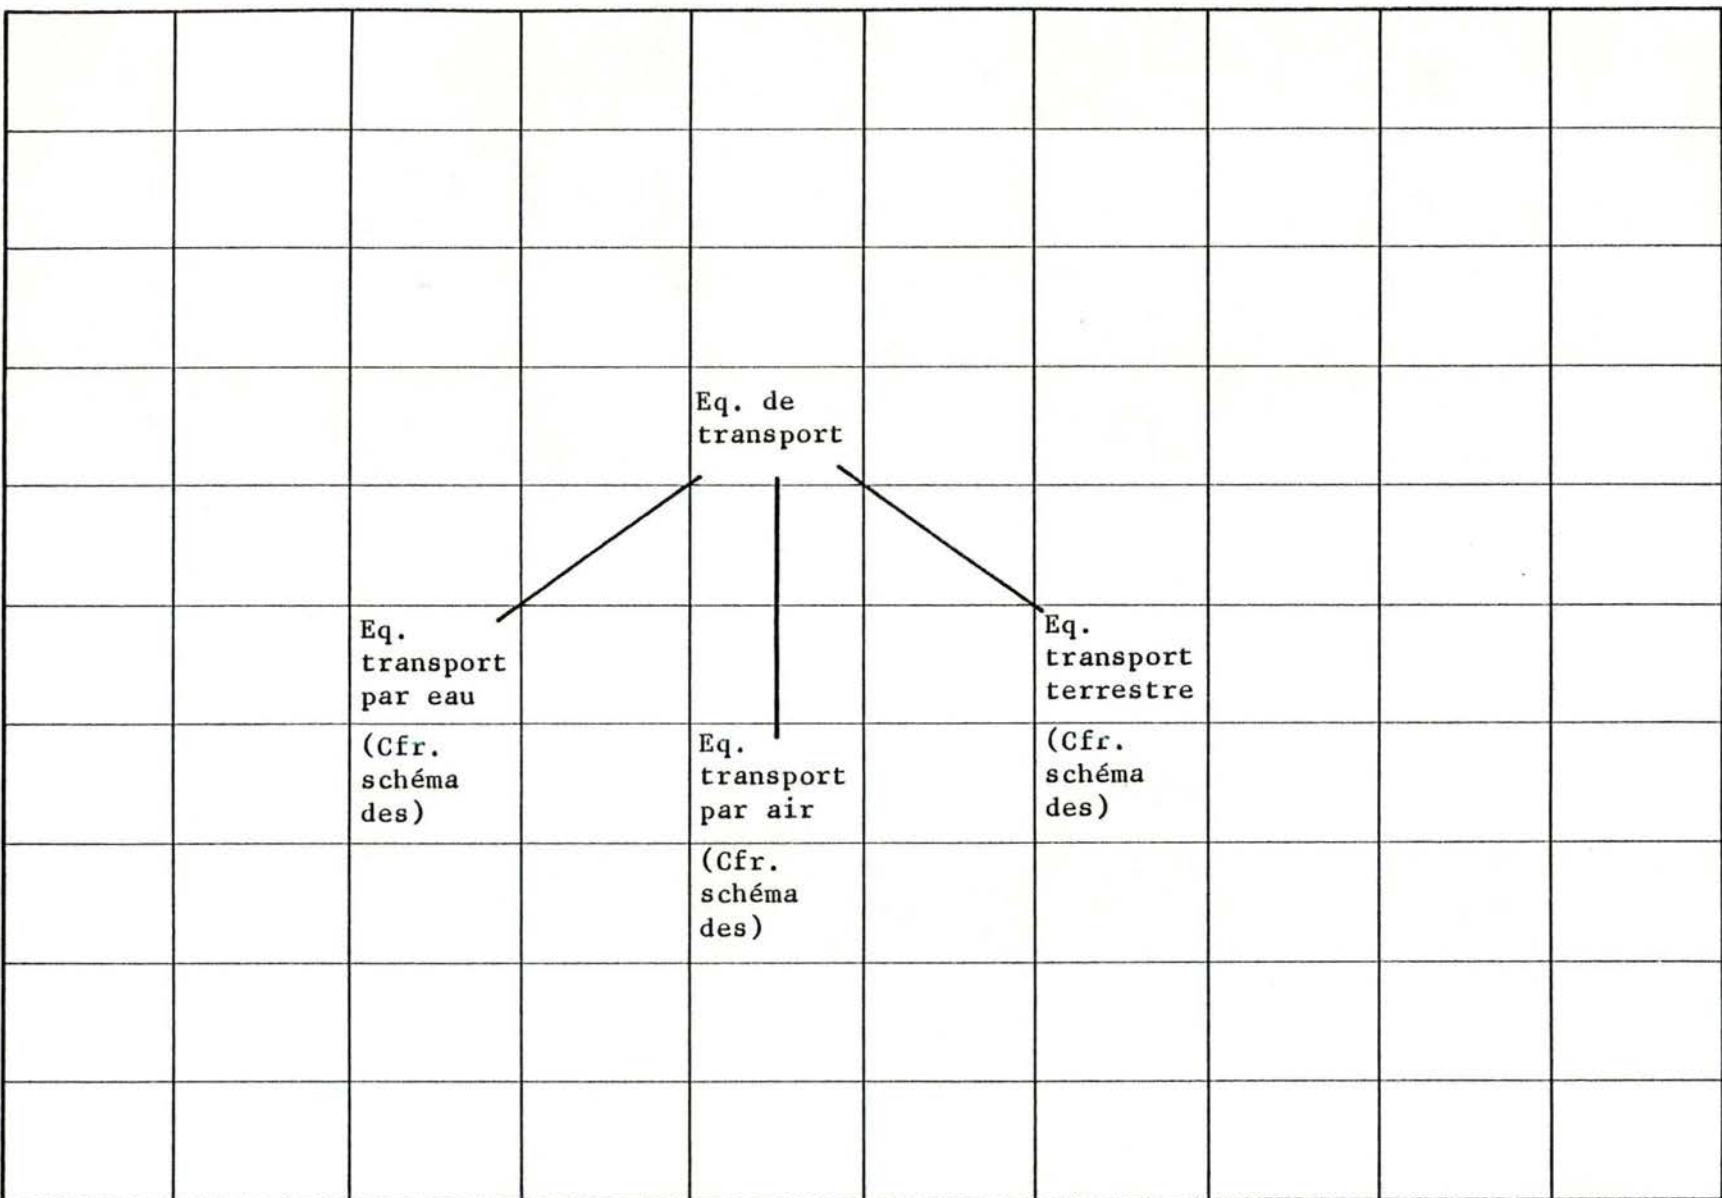 Eq. de
transport
Eq.
transport
par eau
(Cfr.
schéma
des)
Eq.
transport
par air
(Cfr.
schéma
des)
Eq.
transport
terrestre
(Cfr.
schéma
des)